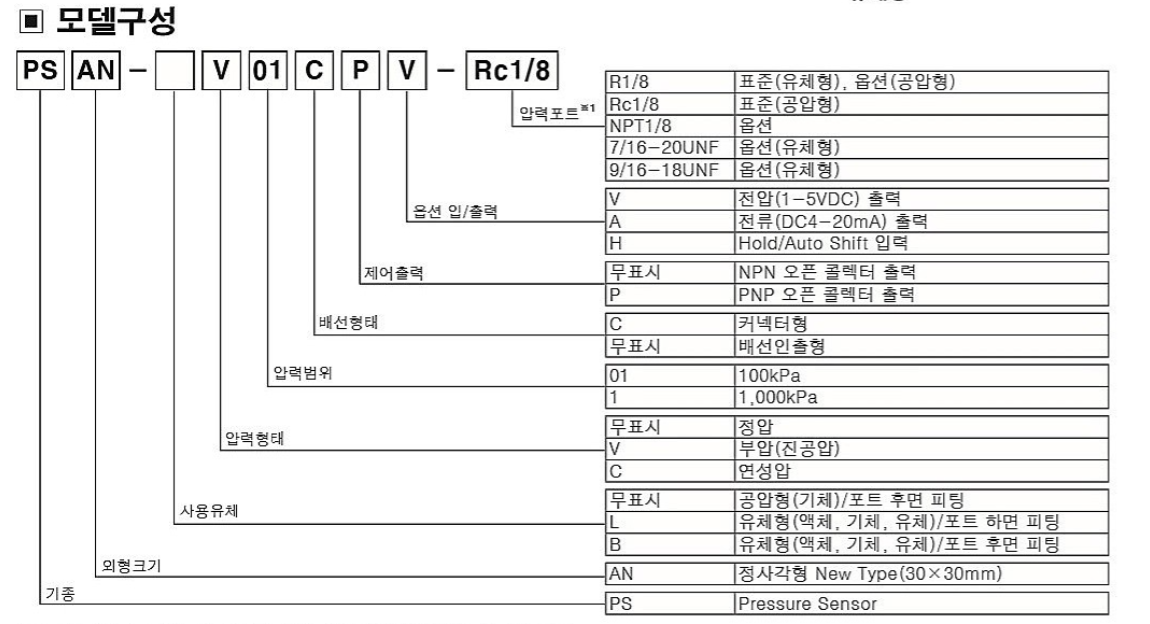 ▣ 모델구성
PS AN - V 01 C P V - Rc1/8
압력포트※1
R1/8 표준(유체형), 옵션(공압형)
Rc1/8 표준(공압형)
NPT1/8 옵션
7/16-20UNF 옵션(유체형)
9/16-18UNF 옵션(유체형)
옵션 입/출력
V 전압(1-5VDC) 출력
A 전류(DC4-20mA) 출력
H Hold/Auto Shift 입력
제어출력
무표시 NPN 오픈 콜렉터 출력
P PNP 오픈 콜렉터 출력
배선형태
C 커넥터형
무표시 배선인출형
압력범위
01 100kPa
1 1,000kPa
압력형태
무표시 정압
V 부압(진공압)
C 연성압
사용유체
무표시 공압형(기체)/포트 후면 피팅
L 유체형(액체, 기체, 유체)/포트 하면 피팅
B 유체형(액체, 기체, 유체)/포트 후면 피팅
외형크기
AN 정사각형 New Type(30×30mm)
기종
PS Pressure Sensor